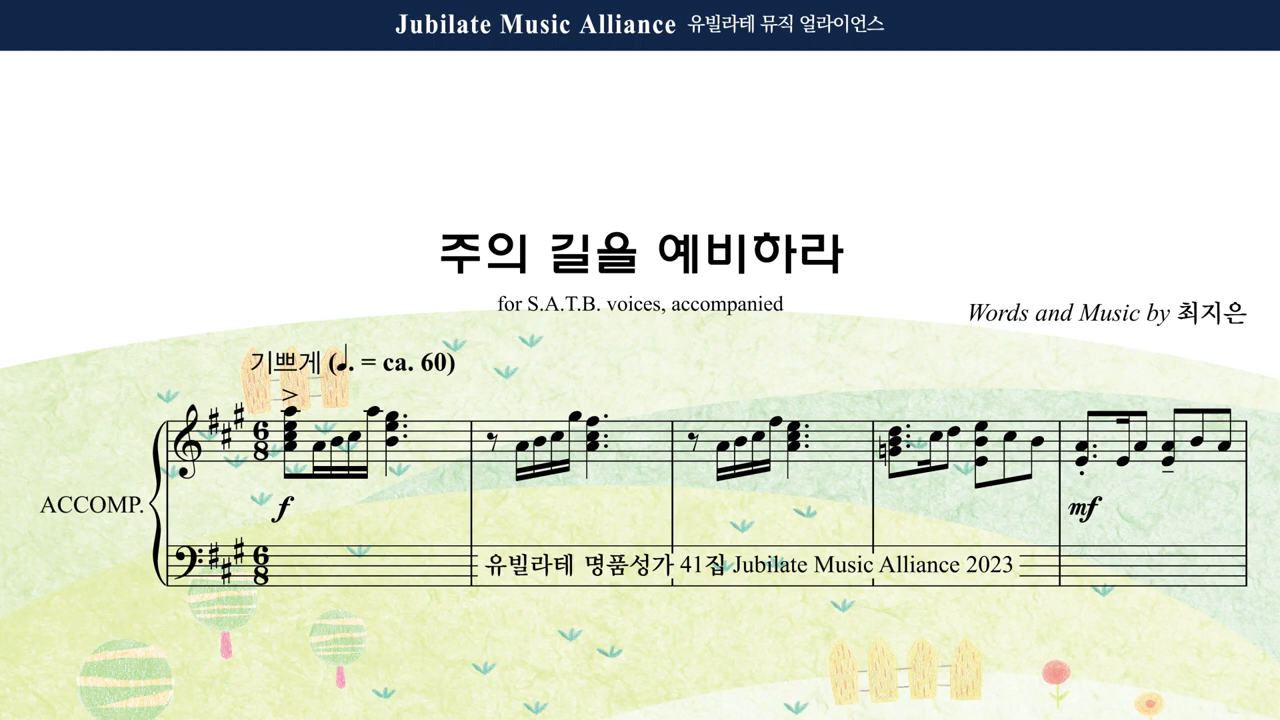 Jubilate Music Alliance 유빌라테 뮤직 얼라이언스
주의 길을 예비하라
for S.A.T.B. voices, accompanied
Words and Music by 최지은
기쁘게 (♩. = ca. 60)
ACCOMP.
f
mf
유빌라테 명품성가 41집 Jubilate Music Alliance 2023